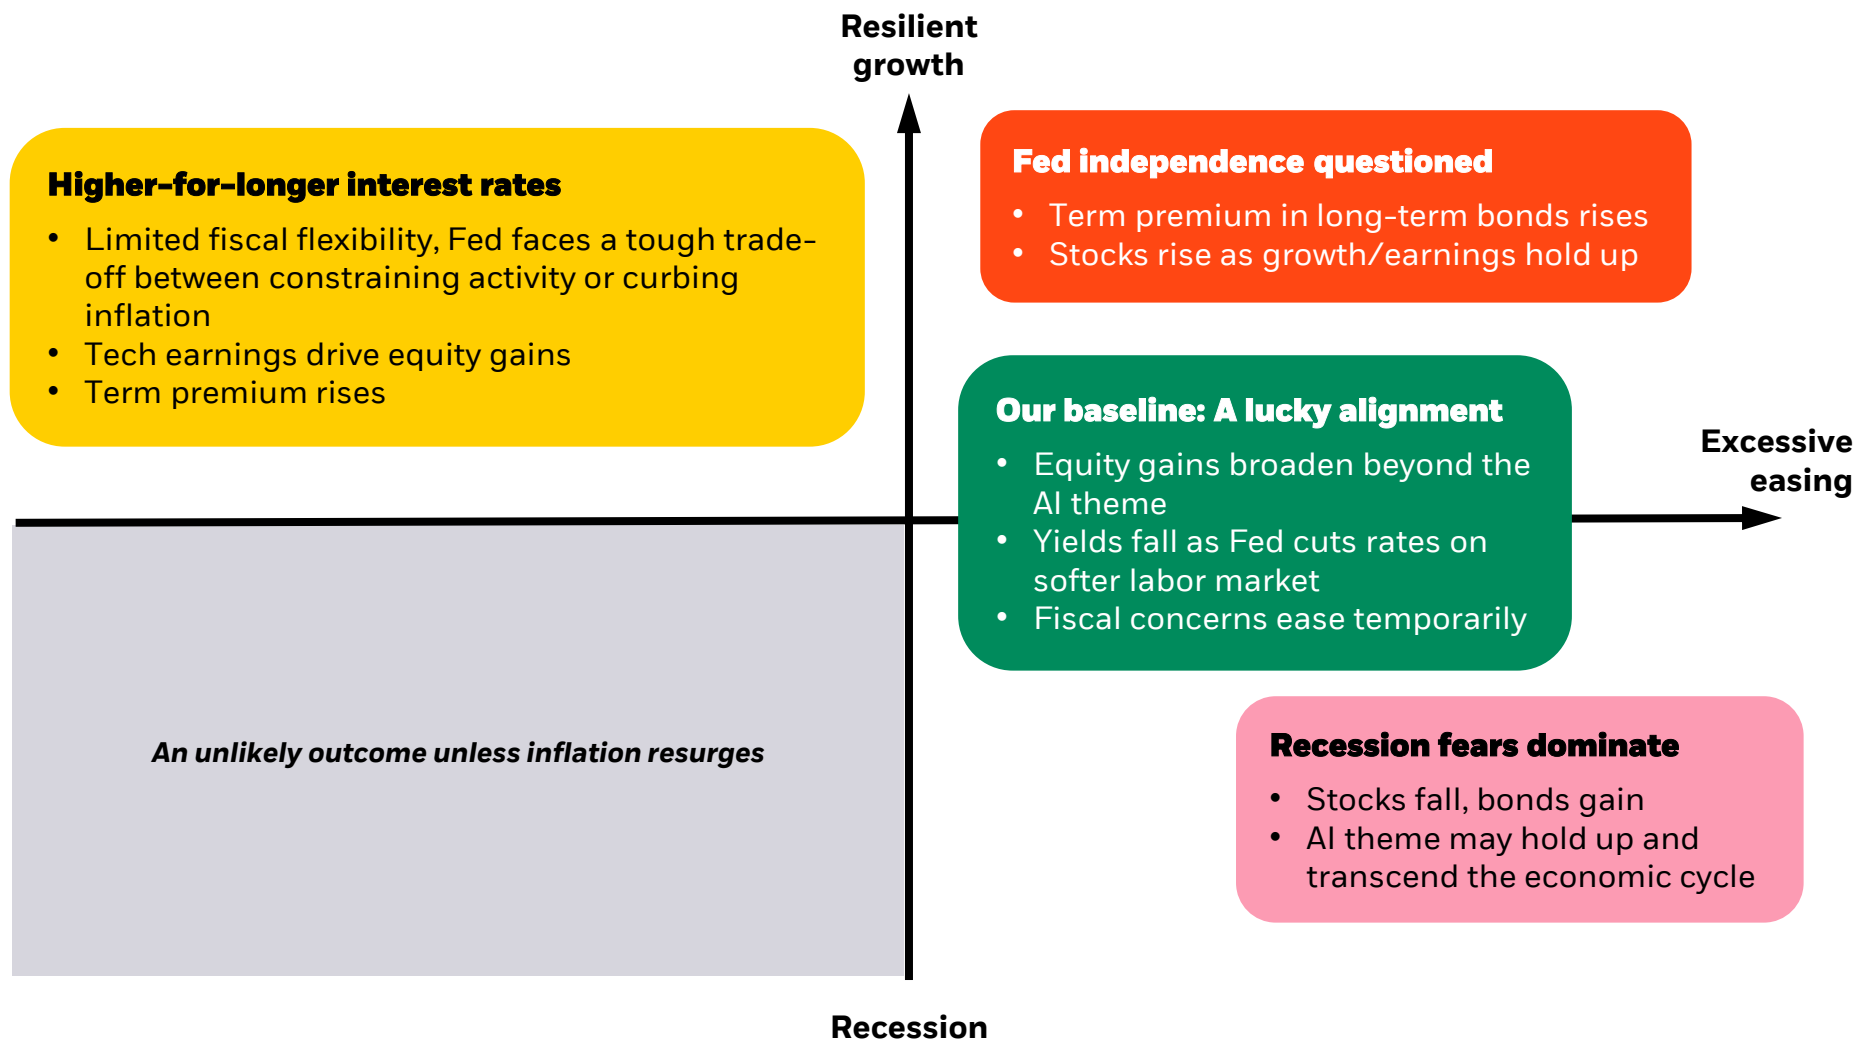 Resilient
growth
Higher-for-longer interest rates
• Limited fiscal flexibility, Fed faces a tough trade-
off between constraining activity or curbing
inflation
• Tech earnings drive equity gains
• Term premium rises
Fed independence questioned
• Term premium in long-term bonds rises
• Stocks rise as growth/earnings hold up
Our baseline: A lucky alignment
• Equity gains broaden beyond the
AI theme
• Yields fall as Fed cuts rates on
softer labor market
• Fiscal concerns ease temporarily
Excessive
easing
An unlikely outcome unless inflation resurges
Recession fears dominate
• Stocks fall, bonds gain
• AI theme may hold up and
transcend the economic cycle
Recession